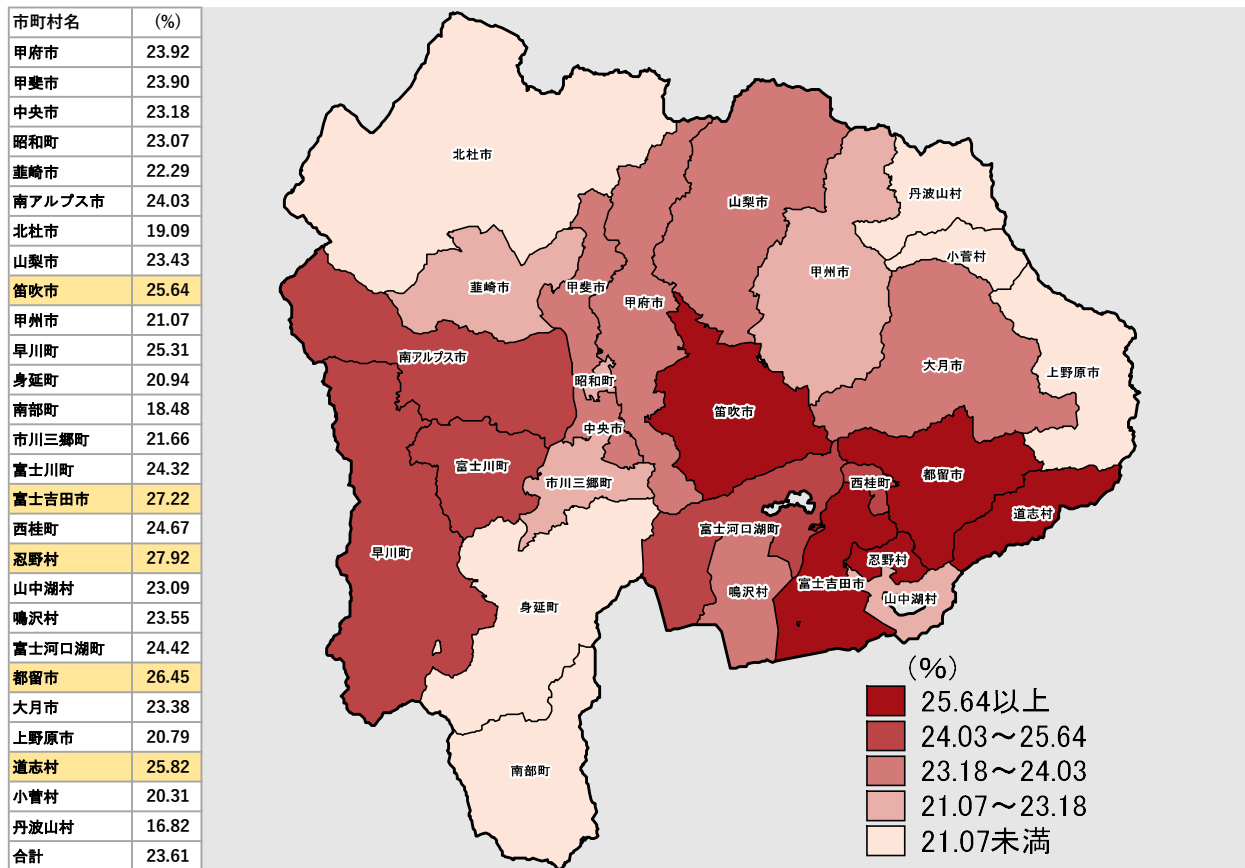 市町村名 (%)
甲府市 23.92
甲斐市 23.90
中央市 23.18
昭和町 23.07
韮崎市 22.29
南アルプス市 24.03
北杜市 19.09
山梨市 23.43
笛吹市 25.64
甲州市 21.07
早川町 25.31
身延町 20.94
南部町 18.48
市川三郷町 21.66
富士川町 24.32
富士吉田市 27.22
西桂町 24.67
忍野村 27.92
山中湖村 23.09
鳴沢村 23.55
富士河口湖町 24.42
都留市 26.45
大月市 23.38
上野原市 20.79
道志村 25.82
小菅村 20.31
丹波山村 16.82
合計 23.61
北杜市
丹波山村
山梨市
小菅村
甲州市
韮崎市
甲斐市
甲府市
南アルプス市
大月市
上野原市
昭和町
笛吹市
中央市
富士川町
市川三郷町
西桂町
都留市
道志村
富士河口湖町
早川町
忍野村
富士吉田市
鳴沢村
山中湖村
身延町
南部町
(%)
25.64以上
24.03～25.64
23.18～24.03
21.07～23.18
21.07未満